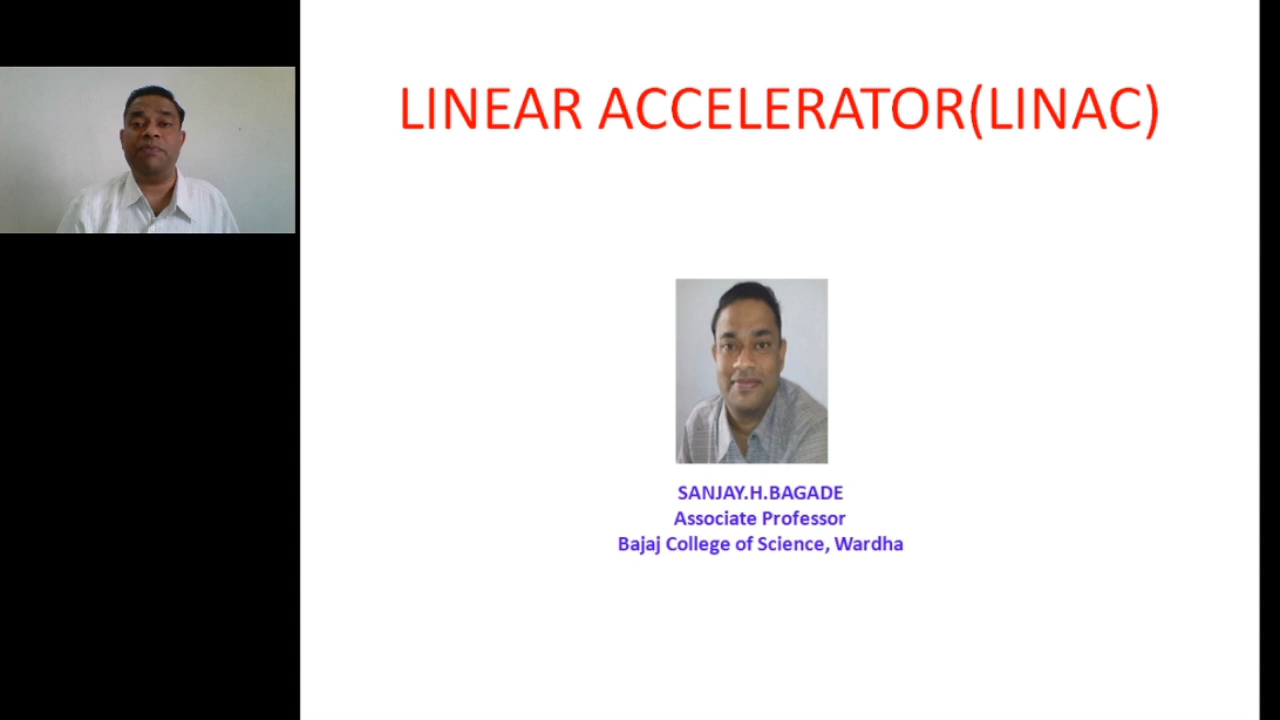 LINEAR ACCELERATOR(LINAC)
SANJAY.H.BAGADE
Associate Professor
Bajaj College of Science, Wardha